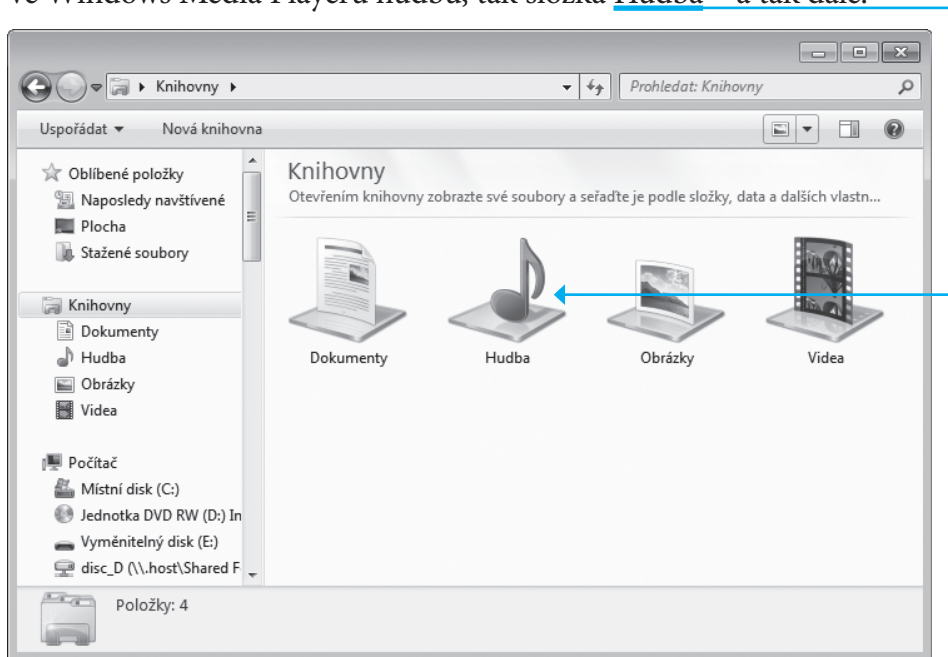 ve Windows Media Playeru hudbu, tak složka Hudba – a tak dále.
Knihovny
Prohledat: Knihovny
Uspořádat
Nová knihovna
Oblíbené položky
Naposledy navštívené
Plocha
Stažené soubory
Knihovny
Dokumenty
Hudba
Obrázky
Videa
Počítač
Místní disk (C:)
Jednotka DVD RW (D:) In
Vyměnitelný disk (E:)
disc_D (\\.host\Shared F
Knihovny
Otevřením knihovny zobrazte své soubory a seřaďte je podle složky, data a dalších vlastn...
Dokumenty
Hudba
Obrázky
Videa
Položky: 4